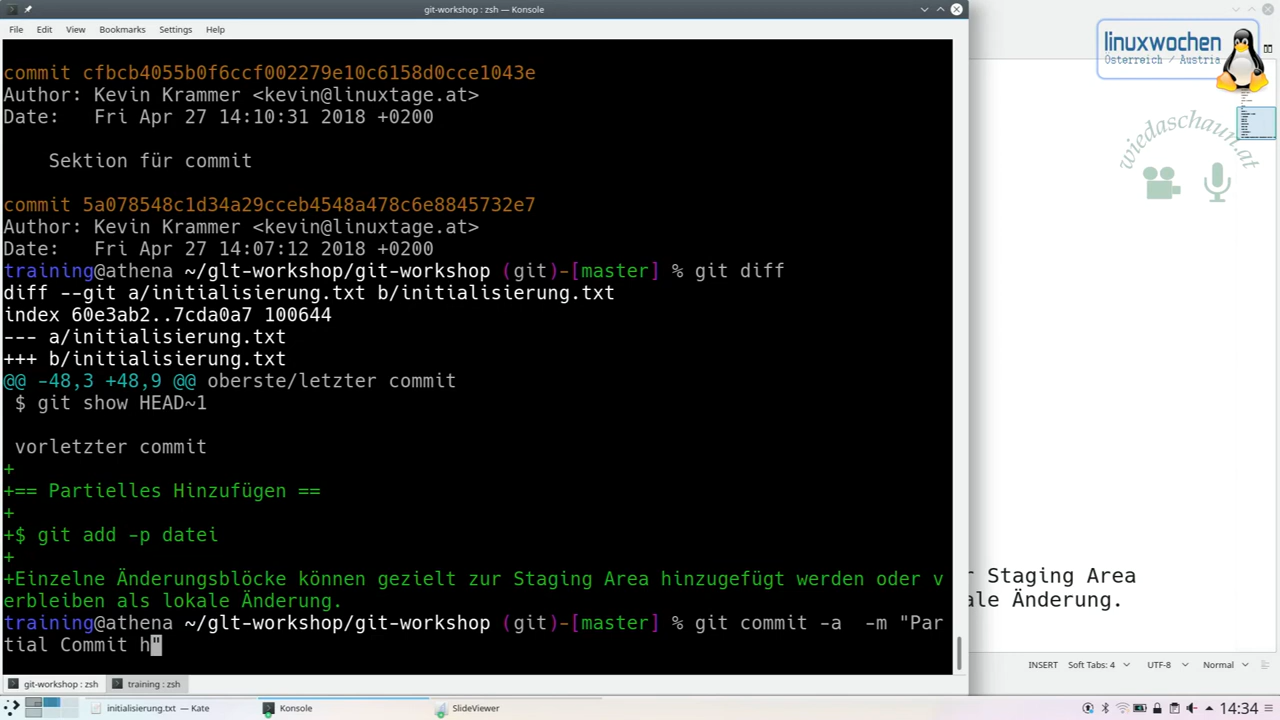 git-workshop : zsh — Konsole
File Edit View Bookmarks Settings Help
linuxwochen
Österreich / Austria
wiedaschaun.at
commit cfbcb4055b0f6ccf002279e10c6158d0cce1043e
Author: Kevin Krammer <kevin@linuxtage.at>
Date:   Fri Apr 27 14:10:31 2018 +0200
Sektion für commit
commit 5a078548c1d34a29cceb4548a478c6e8845732e7
Author: Kevin Krammer <kevin@linuxtage.at>
Date:   Fri Apr 27 14:07:12 2018 +0200
training@athena ~/glt-workshop/git-workshop (git)-[master] % git diff
diff --git a/initialisierung.txt b/initialisierung.txt
index 60e3ab2..7cda0a7 100644
--- a/initialisierung.txt
+++ b/initialisierung.txt
@@ -48,3 +48,9 @@ oberste/letzter commit
$ git show HEAD~1
vorletzter commit
+
+== Partielles Hinzufügen ==
+
+$ git add -p datei
+
+Einzelne Änderungsblöcke können gezielt zur Staging Area hinzugefügt werden oder v
erbleiben als lokale Änderung.
training@athena ~/glt-workshop/git-workshop (git)-[master] % git commit -a  -m "Par
tial Commit h"
Staging Area
ale Änderung.
INSERT Soft Tabs: 4 UTF-8 Normal
git-workshop : zsh training : zsh
initialisierung.txt — Kate Konsole SlideViewer 14:34